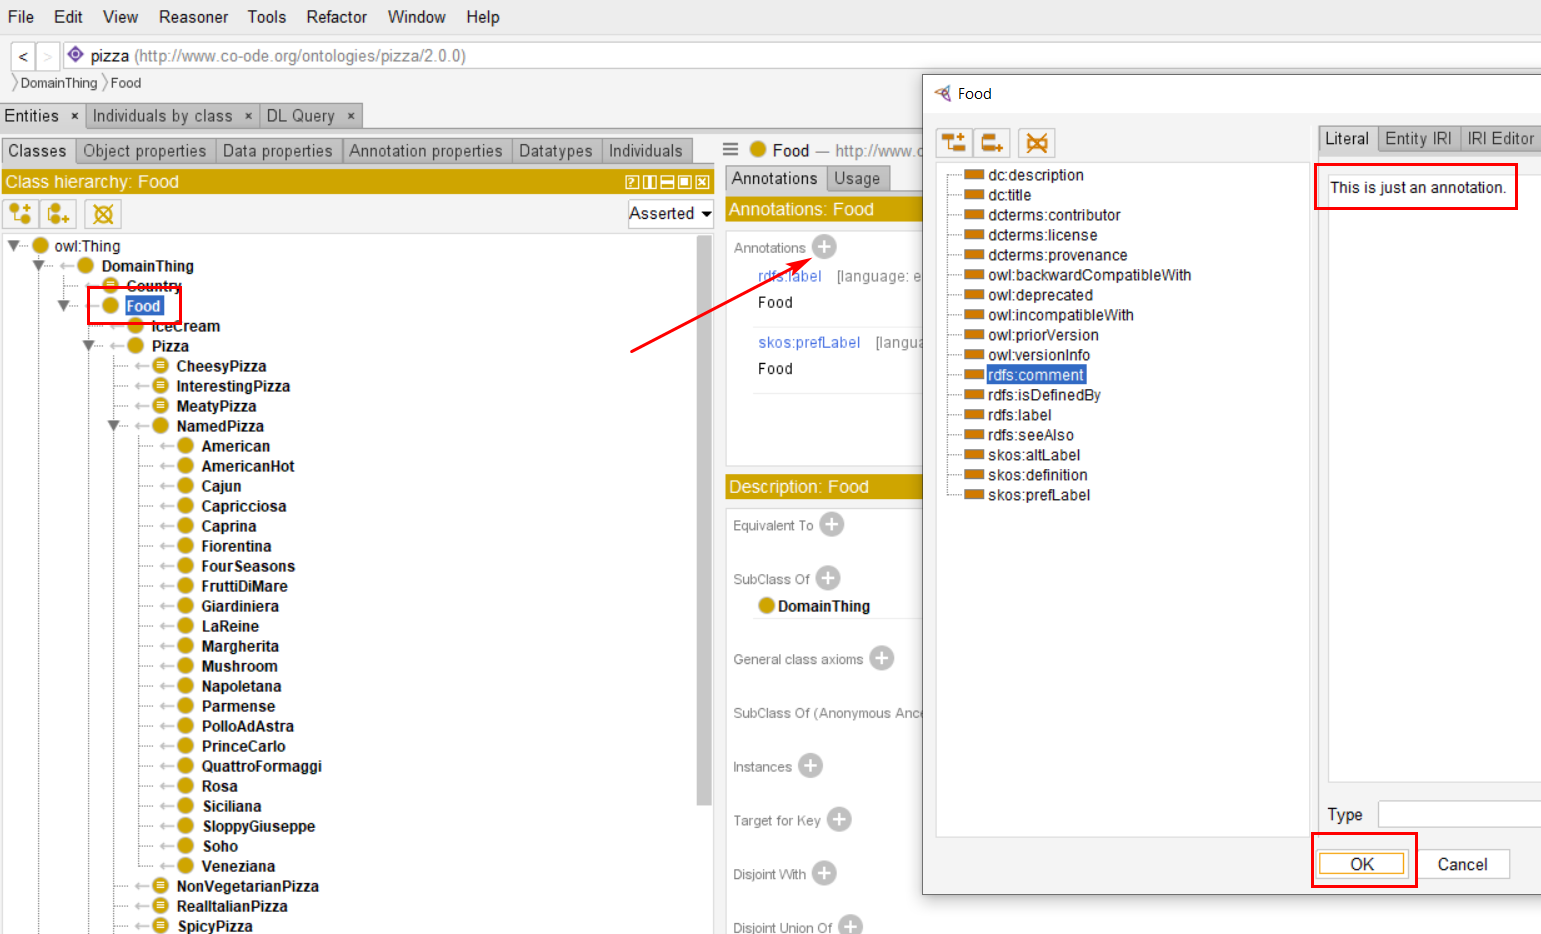 File Edit View Reasoner Tools Refactor Window Help
< > pizza (http://www.co-ode.org/ontologies/pizza/2.0.0)
DomainThing Food
Entities × Individuals by class × DL Query ×
Classes Object properties Data properties Annotation properties Datatypes Individuals
Class hierarchy: Food
Asserted
owl:Thing
DomainThing
Country
Food
IceCream
Pizza
CheesyPizza
InterestingPizza
MeatyPizza
NamedPizza
American
AmericanHot
Cajun
Capricciosa
Caprina
Fiorentina
FourSeasons
FruttiDiMare
Giardiniera
LaReine
Margherita
Mushroom
Napoletana
Parmense
PolloAdAstra
PrinceCarlo
QuattroFormaggi
Rosa
Siciliana
SloppyGiuseppe
Soho
Veneziana
NonVegetarianPizza
RealItalianPizza
SpicyPizza
Food — http://www.c
Annotations Usage
Annotations: Food
Annotations
rdfs:label [language: e
Food
skos:prefLabel [langua
Food
Description: Food
Equivalent To
SubClass Of
DomainThing
General class axioms
SubClass Of (Anonymous Ance
Instances
Target for Key
Disjoint With
Disjoint Union Of
Food
dc:description
dc:title
dcterms:contributor
dcterms:license
dcterms:provenance
owl:backwardCompatibleWith
owl:deprecated
owl:incompatibleWith
owl:priorVersion
owl:versionInfo
rdfs:comment
rdfs:isDefinedBy
rdfs:label
rdfs:seeAlso
skos:altLabel
skos:definition
skos:prefLabel
Literal Entity IRI IRI Editor
This is just an annotation.
Type
OK Cancel